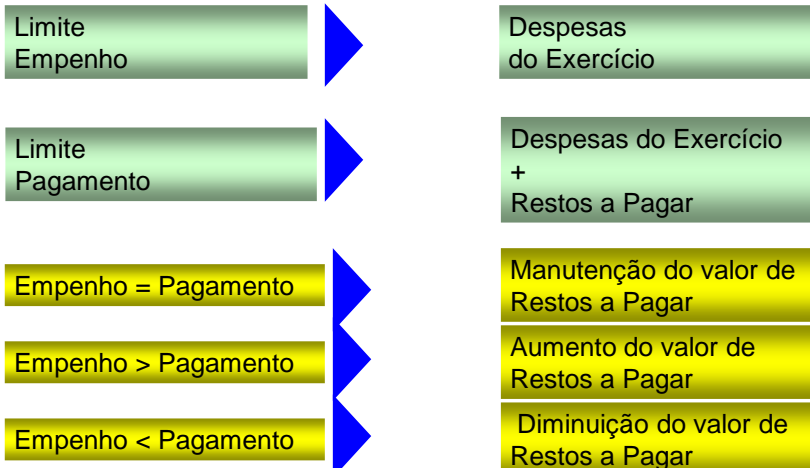 Limite
Empenho
Despesas
do Exercício
Limite
Pagamento
Despesas do Exercício
+
Restos a Pagar
Empenho = Pagamento
Manutenção do valor de
Restos a Pagar
Empenho > Pagamento
Aumento do valor de
Restos a Pagar
Empenho < Pagamento
Diminuição do valor de
Restos a Pagar